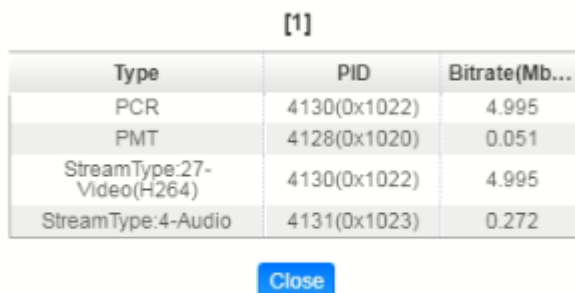 [1]
Type PID Bitrate(Mb...
PCR 4130(0x1022) 4.995
PMT 4128(0x1020) 0.051
StreamType:27-
Video(H264) 4130(0x1022) 4.995
StreamType:4-Audio 4131(0x1023) 0.272
Close